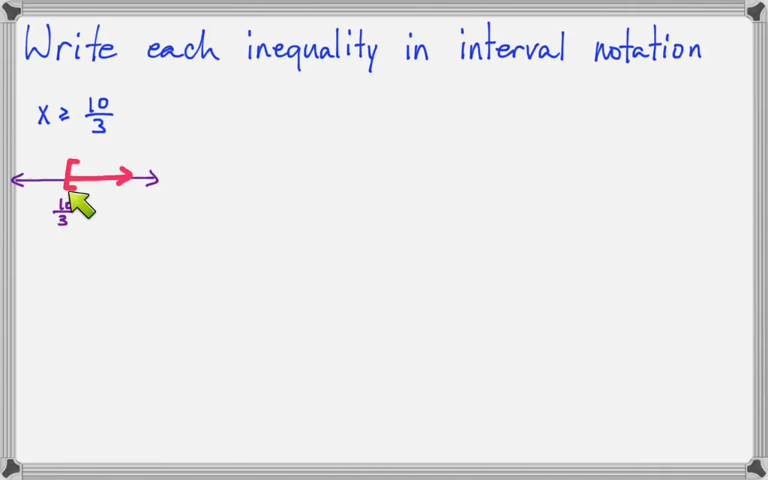 Write each inequality in interval notation
x ≥ 10/3
[
10/3